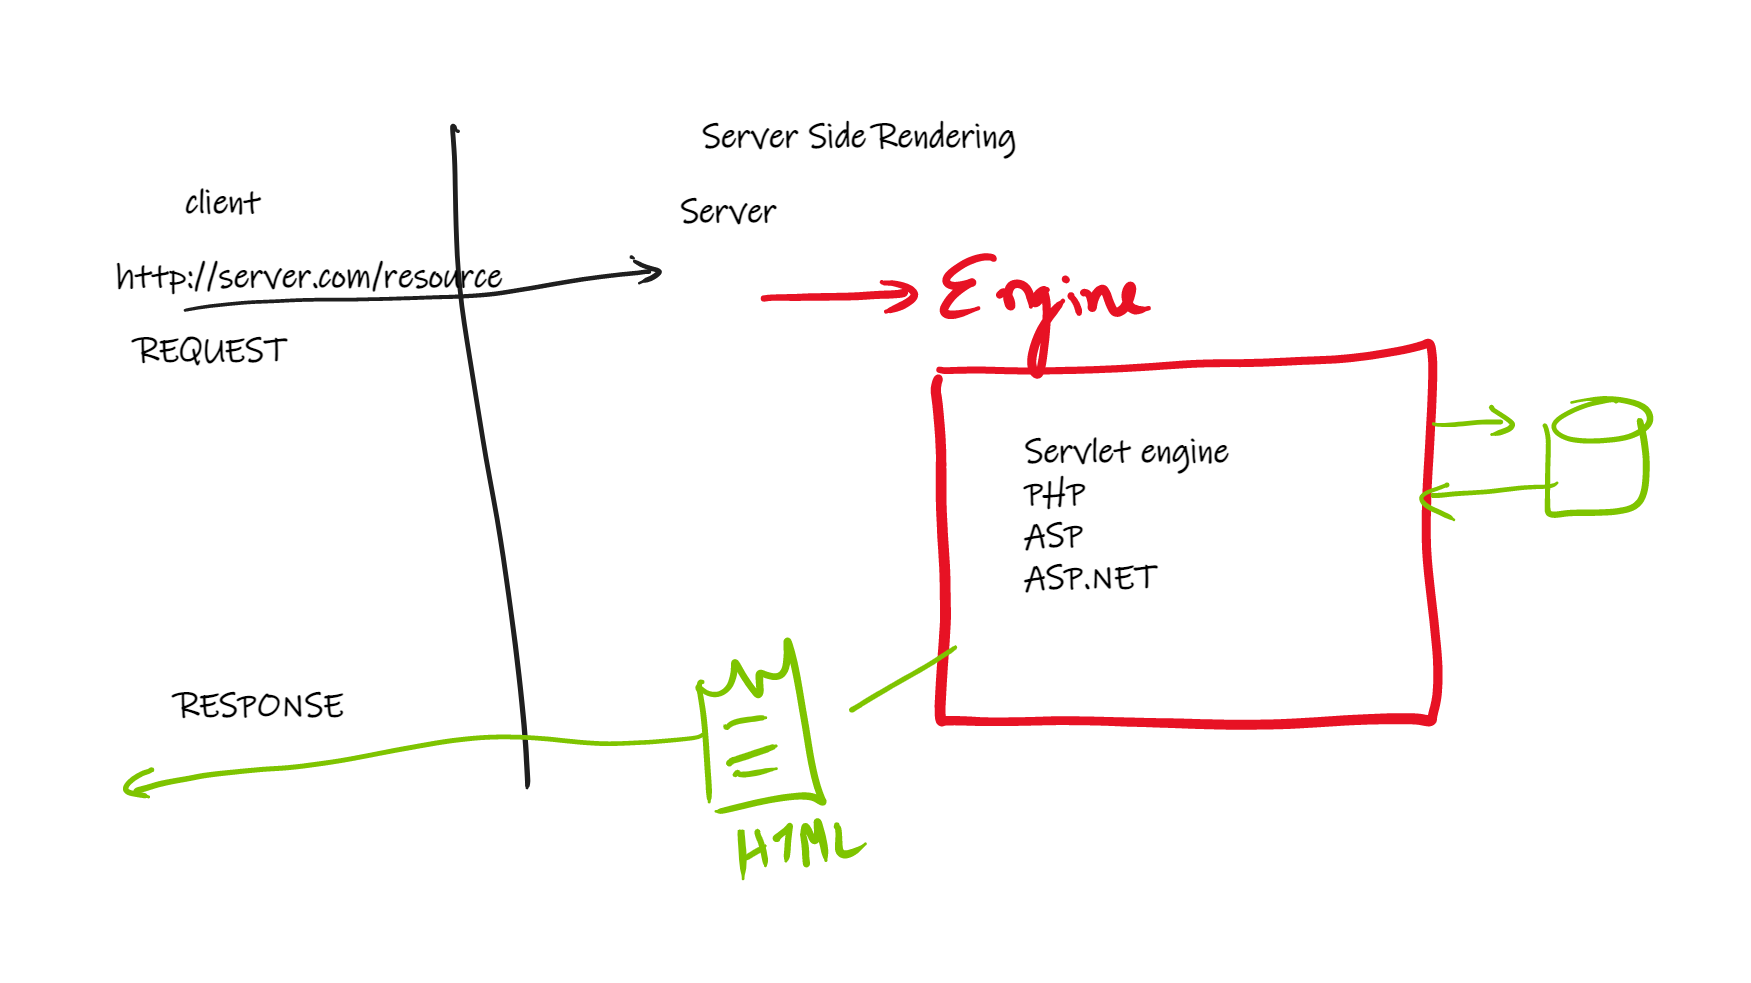 Server Side Rendering
client
Server
http://server.com/resource
Engine
REQUEST
Servlet engine
PHP
ASP
ASP.NET
RESPONSE
HTML